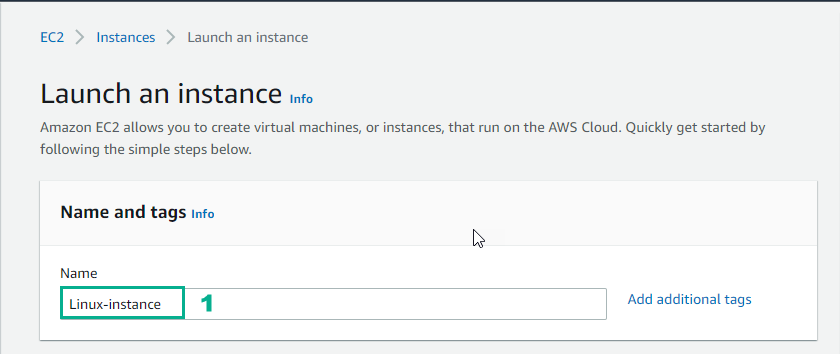 EC2 > Instances > Launch an instance
Launch an instance Info
Amazon EC2 allows you to create virtual machines, or instances, that run on the AWS Cloud. Quickly get started by
following the simple steps below.
Name and tags Info
Name
Linux-instance 1 Add additional tags